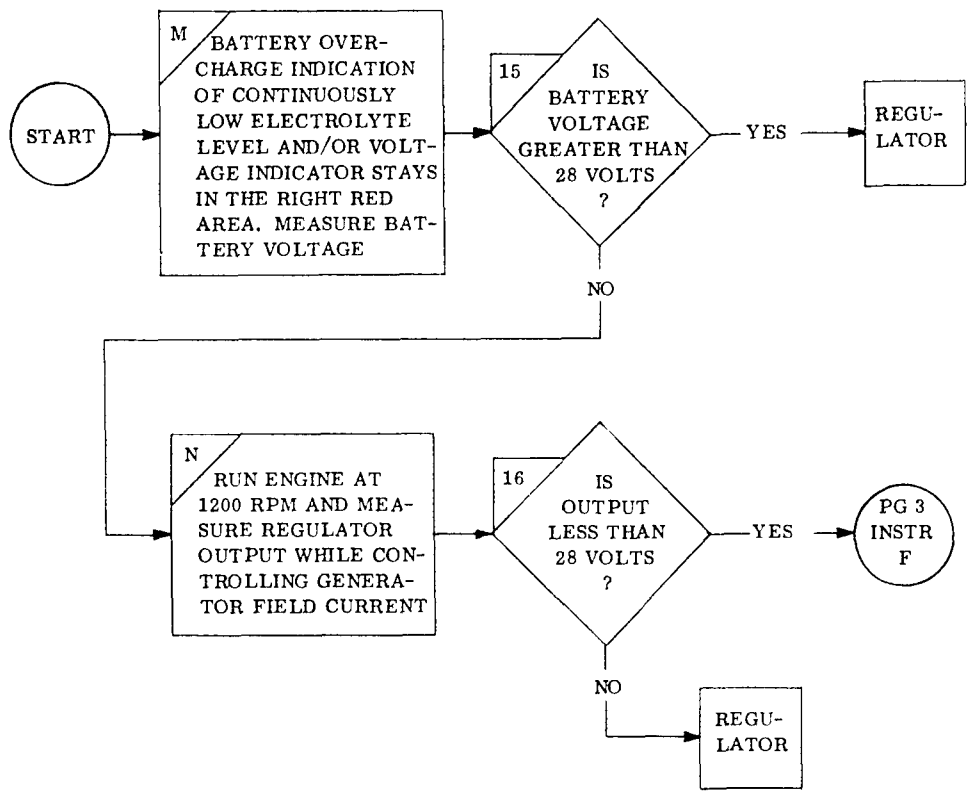 START
M
BATTERY OVER-
CHARGE INDICATION
OF CONTINUOUSLY
LOW ELECTROLYTE
LEVEL AND/OR VOLT-
AGE INDICATOR STAYS
IN THE RIGHT RED
AREA. MEASURE BAT-
TERY VOLTAGE
15
IS
BATTERY
VOLTAGE
GREATER THAN
28 VOLTS
?
YES
REGU-
LATOR
NO
N
RUN ENGINE AT
1200 RPM AND MEA-
SURE REGULATOR
OUTPUT WHILE CON-
TROLLING GENERA-
TOR FIELD CURRENT
16
IS
OUTPUT
LESS THAN
28 VOLTS
?
YES
PG 3
INSTR
F
NO
REGU-
LATOR